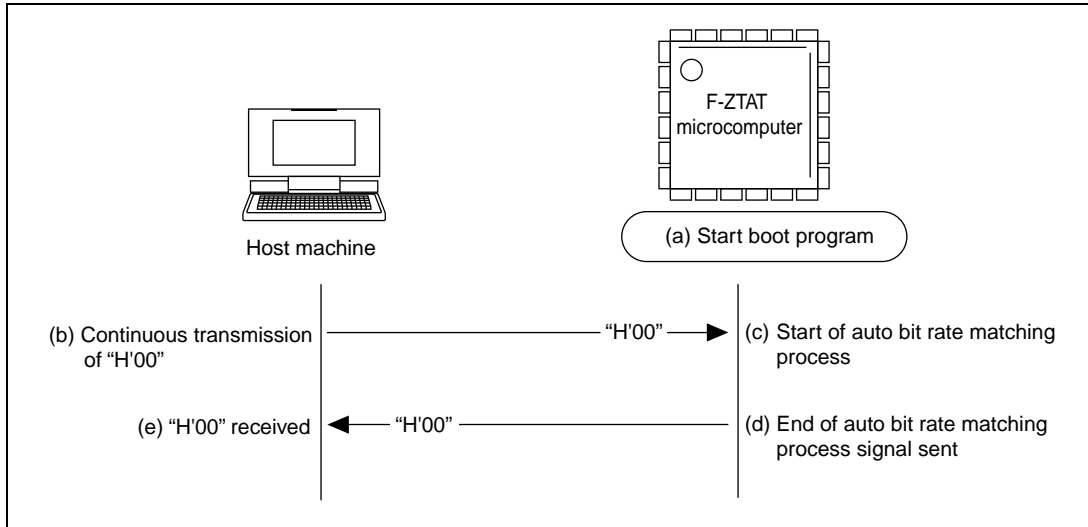 F-ZTAT
microcomputer
Host machine
(a) Start boot program
(b) Continuous transmission
of “H'00”
“H'00”
(c) Start of auto bit rate matching
process
(e) “H'00” received
“H'00”
(d) End of auto bit rate matching
process signal sent